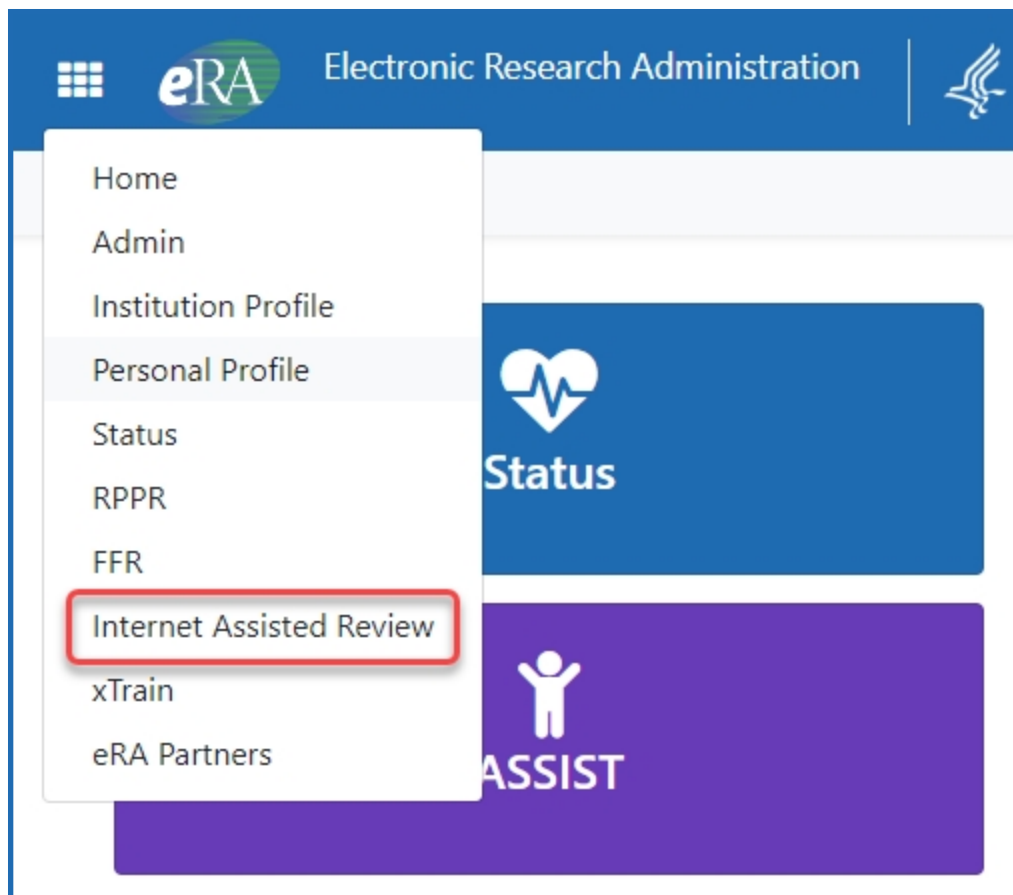 eRA
Electronic Research Administration
Home
Admin
Institution Profile
Personal Profile
Status
RPPR
FFR
Internet Assisted Review
xTrain
eRA Partners
Status
ASSIST